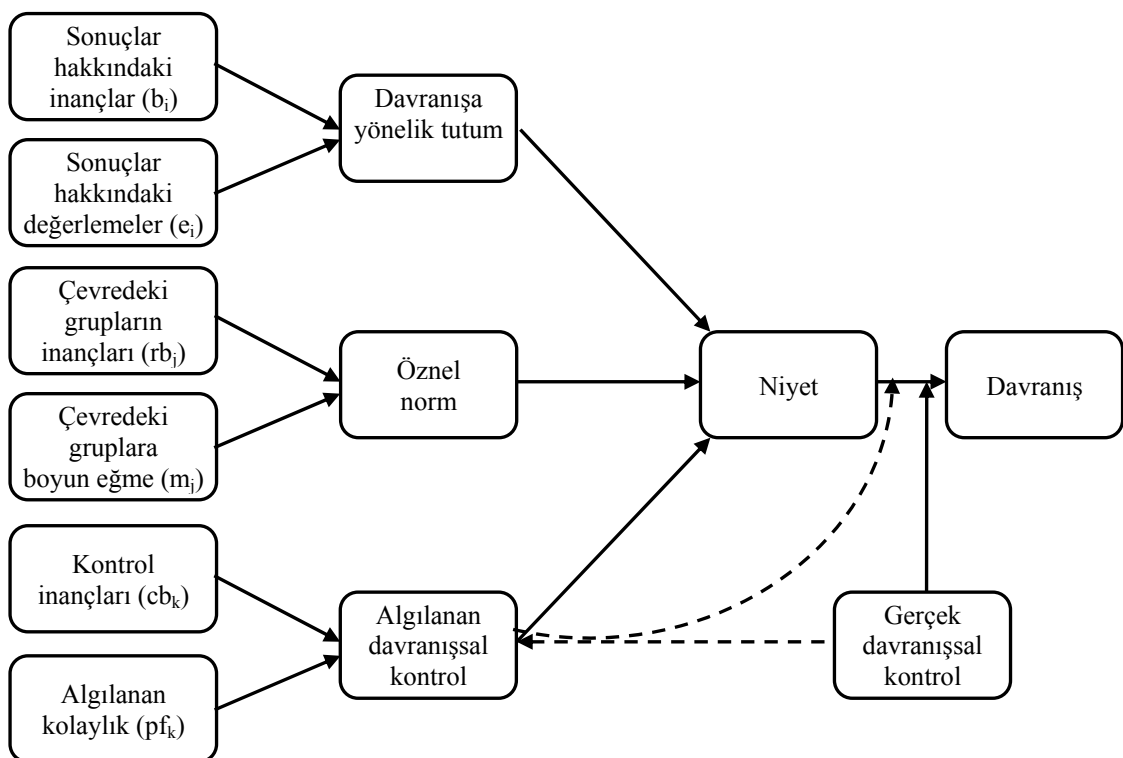 Sonuçlar
hakkındaki
inançlar (bᵢ)
Sonuçlar
hakkındaki
değerlemeler (eᵢ)
Çevredeki
grupların
inançları (rbⱼ)
Çevredeki
gruplara
boyun eğme (mⱼ)
Kontrol
inançları (cbₖ)
Algılanan
kolaylık (pfₖ)
Davranışa
yönelik tutum
Öznel
norm
Algılanan
davranışsal
kontrol
Niyet
Davranış
Gerçek
davranışsal
kontrol